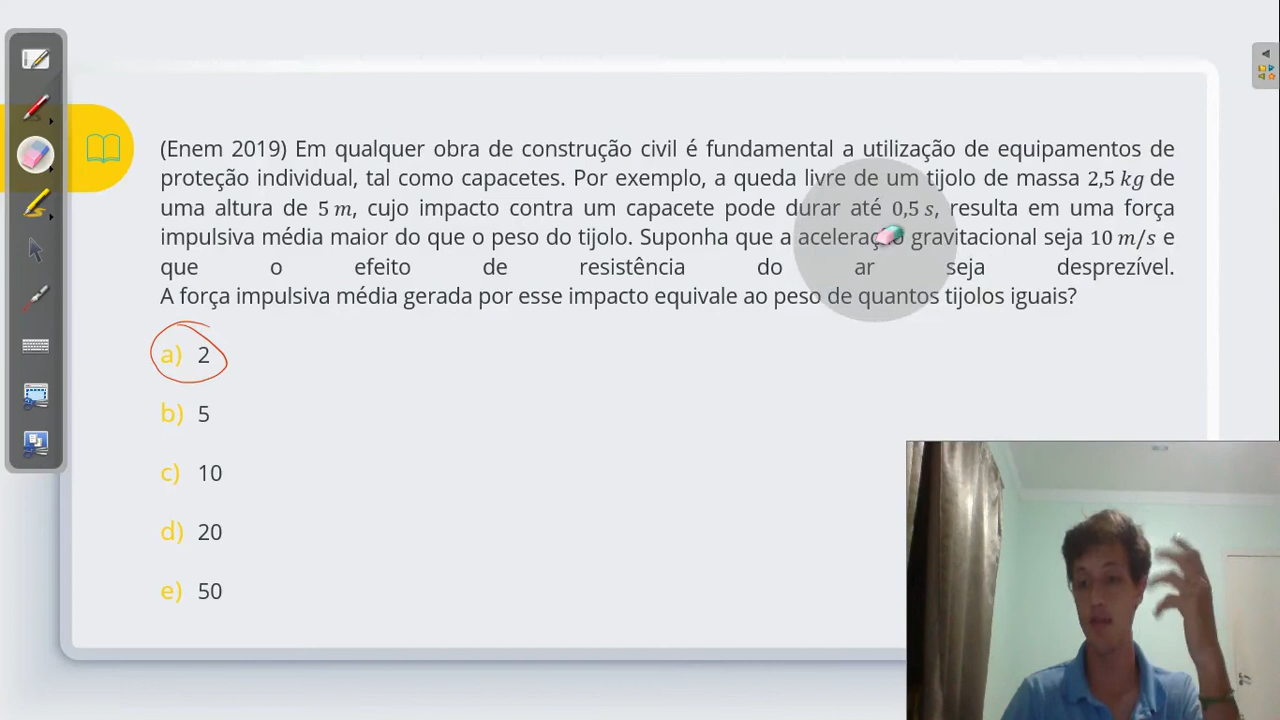 (Enem 2019) Em qualquer obra de construção civil é fundamental a utilização de equipamentos de
proteção individual, tal como capacetes. Por exemplo, a queda livre de um tijolo de massa 2,5 kg de
uma altura de 5 m, cujo impacto contra um capacete pode durar até 0,5 s, resulta em uma força
impulsiva média maior do que o peso do tijolo. Suponha que a aceleração gravitacional seja 10 m/s e
que o efeito de resistência do ar seja desprezível.
A força impulsiva média gerada por esse impacto equivale ao peso de quantos tijolos iguais?
a) 2
b) 5
c) 10
d) 20
e) 50